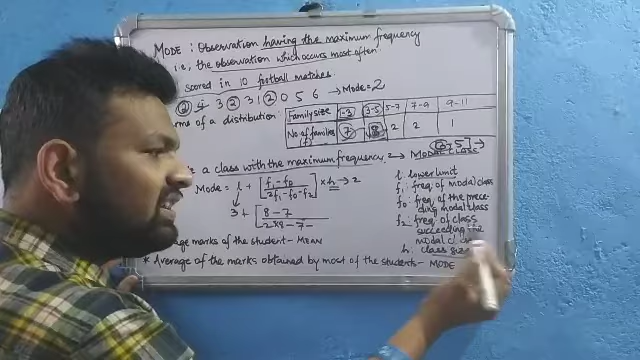 MODE : Observation having the maximum frequency
i.e, the observation which occurs most often
scored in 10 football matches.
2 4 3 2 3 1 2 0 5 6 → Mode = 2
rms of a distribution
Family size 1-3 3-5 5-7 7-9 9-11
No. of families (f) 7 8 2 2 1
a class with the maximum frequency → MODAL CLASS
Mode = l + [f₁-f₀ / 2f₁-f₀-f₂] × h → 2
3 + [8-7 / 2×8-7-
l: lower limit
f₁: freq. of modal class
f₀: freq. of the prece-
ding modal class
f₂: freq. of class
succeeding the
modal
h: class size
age marks of the student - MEAN
* Average of the marks obtained by most of the students - MODE